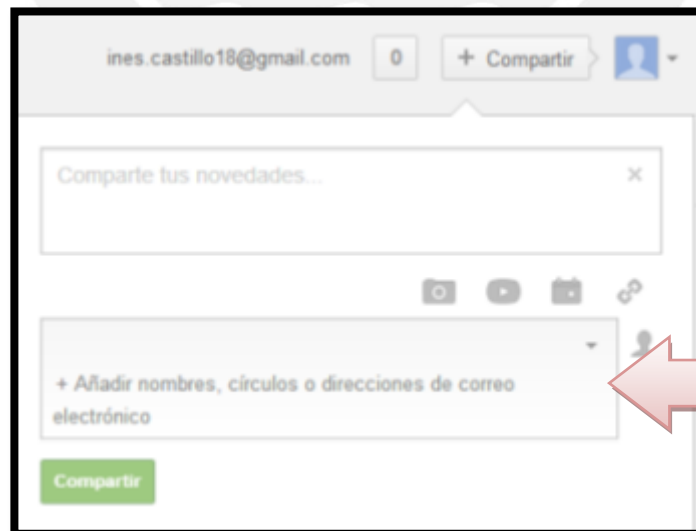 ines.castillo18@gmail.com 0 + Compartir
Comparte tus novedades...
+ Añadir nombres, círculos o direcciones de correo
electrónico
Compartir